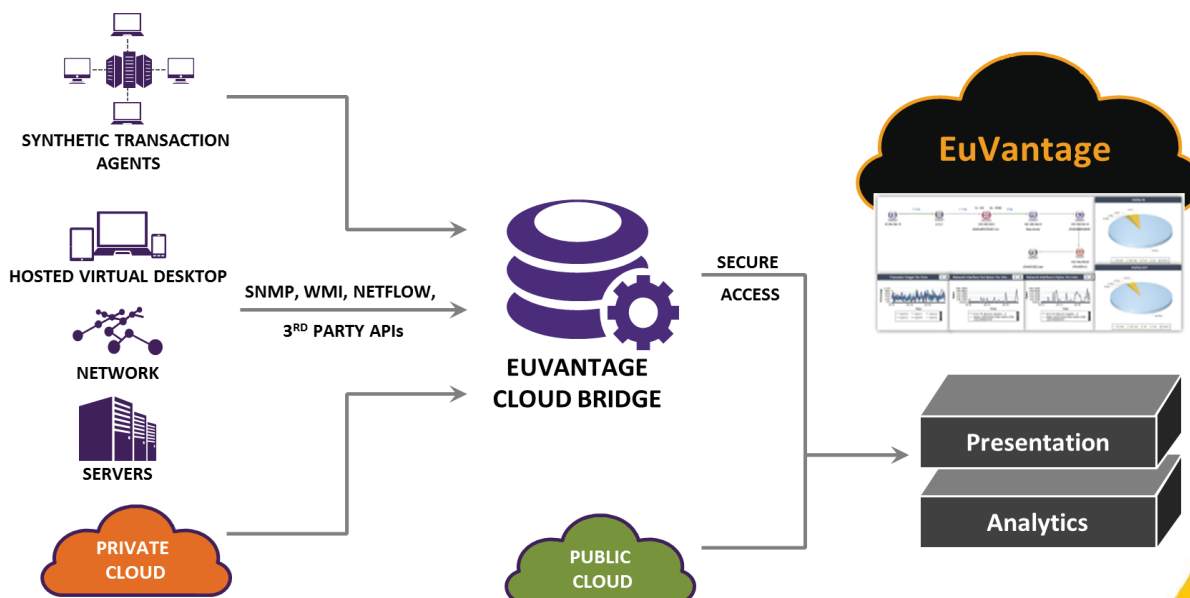 SYNTHETIC TRANSACTION
AGENTS
HOSTED VIRTUAL DESKTOP
NETWORK
SERVERS
PRIVATE
CLOUD
SNMP, WMI, NETFLOW,
3RD PARTY APIs
EUVANTAGE
CLOUD BRIDGE
PUBLIC
CLOUD
SECURE
ACCESS
EuVantage
Presentation
Analytics